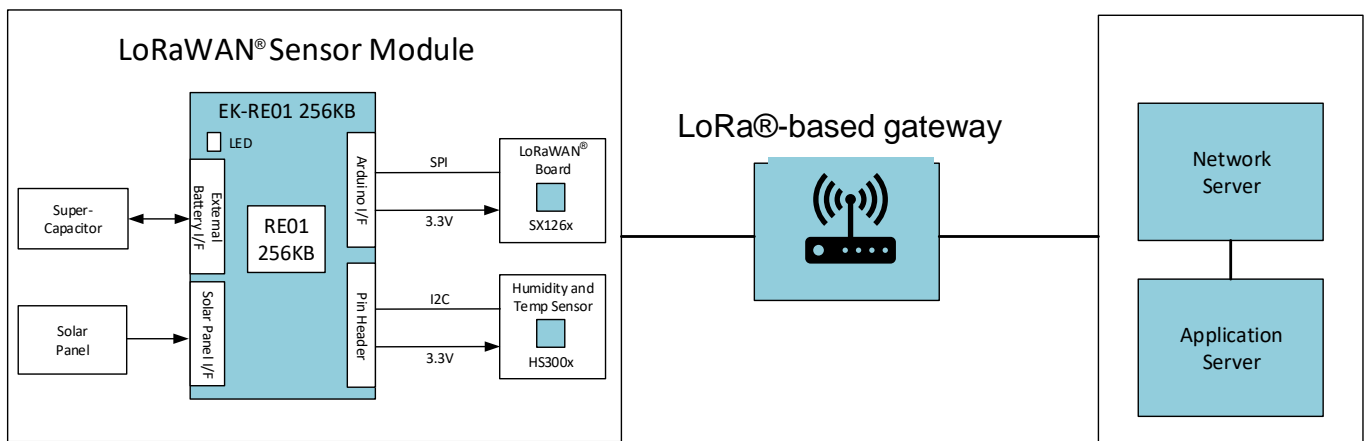 LoRaWAN® Sensor Module
EK-RE01 256KB
LED
External
Battery I/F
Solar Panel I/F
RE01
256KB
Arduino I/F
Pin Header
Super-
Capacitor
Solar
Panel
SPI
3.3V
LoRaWAN®
Board
SX126x
I2C
3.3V
Humidity and
Temp Sensor
HS300x
LoRa®-based gateway
Network
Server
Application
Server